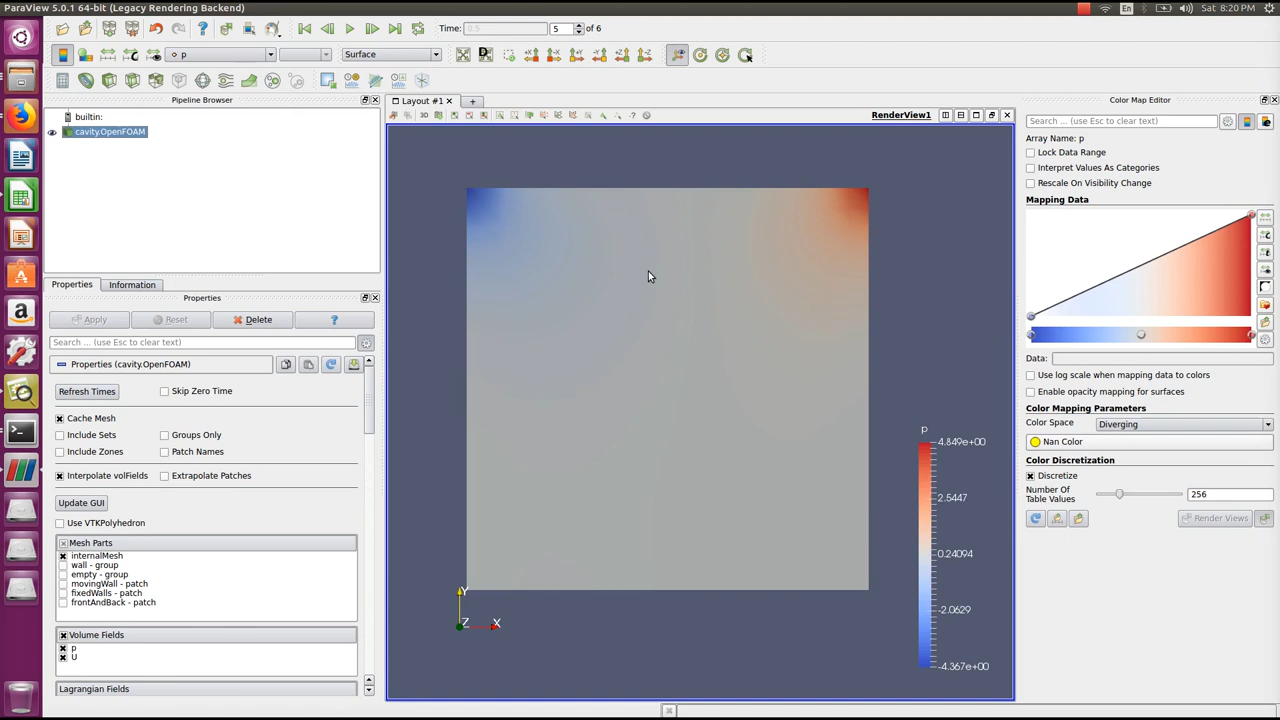 ParaView 5.0.1 64-bit (Legacy Rendering Backend)
En
Sat 8:20 PM
Time: 0.5 5 of 6
p
Surface
+X -X +Y -Y +Z -Z
Pipeline Browser
builtin:
cavity.OpenFOAM
Properties Information
Properties
Apply Reset Delete ?
Search ... (use Esc to clear text)
Properties (cavity.OpenFOAM)
Refresh Times Skip Zero Time
Cache Mesh
Include Sets Groups Only
Include Zones Patch Names
Interpolate volFields Extrapolate Patches
Update GUI
Use VTKPolyhedron
Mesh Parts
internalMesh
wall - group
empty - group
movingWall - patch
fixedWalls - patch
frontAndBack - patch
Volume Fields
p
U
Lagrangian Fields
Layout #1
3D
RenderView1
Y
Z
X
p
4.849e+00
2.5447
0.24094
-2.0629
-4.367e+00
Color Map Editor
Search ... (use Esc to clear text)
Array Name: p
Lock Data Range
Interpret Values As Categories
Rescale On Visibility Change
Mapping Data
Data:
Use log scale when mapping data to colors
Enable opacity mapping for surfaces
Color Mapping Parameters
Color Space Diverging
Nan Color
Color Discretization
Discretize
Number Of
Table Values 256
Render Views